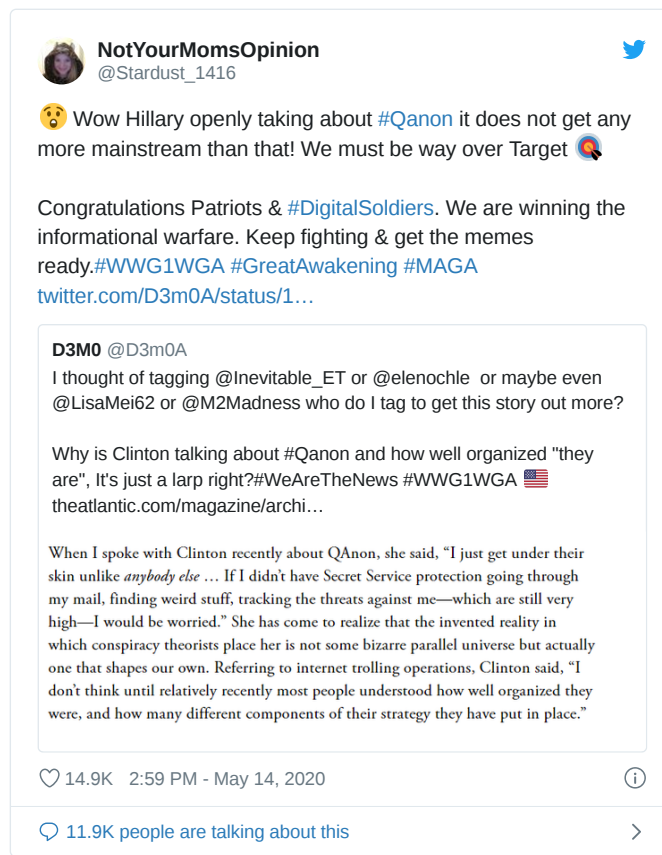 NotYourMomsOpinion
@Stardust_1416
😲 Wow Hillary openly taking about #Qanon it does not get any
more mainstream than that! We must be way over Target 🎯
Congratulations Patriots & #DigitalSoldiers. We are winning the
informational warfare. Keep fighting & get the memes
ready.#WWG1WGA #GreatAwakening #MAGA
twitter.com/D3m0A/status/1…
D3M0 @D3m0A
I thought of tagging @Inevitable_ET or @elenochle or maybe even
@LisaMei62 or @M2Madness who do I tag to get this story out more?
Why is Clinton talking about #Qanon and how well organized "they
are", It's just a larp right?#WeAreTheNews #WWG1WGA 🇺🇸
theatlantic.com/magazine/archi…
When I spoke with Clinton recently about QAnon, she said, “I just get under their
skin unlike anybody else … If I didn’t have Secret Service protection going through
my mail, finding weird stuff, tracking the threats against me—which are still very
high—I would be worried.” She has come to realize that the invented reality in
which conspiracy theorists place her is not some bizarre parallel universe but actually
one that shapes our own. Referring to internet trolling operations, Clinton said, “I
don’t think until relatively recently most people understood how well organized they
were, and how many different components of their strategy they have put in place.”
14.9K 2:59 PM - May 14, 2020
11.9K people are talking about this